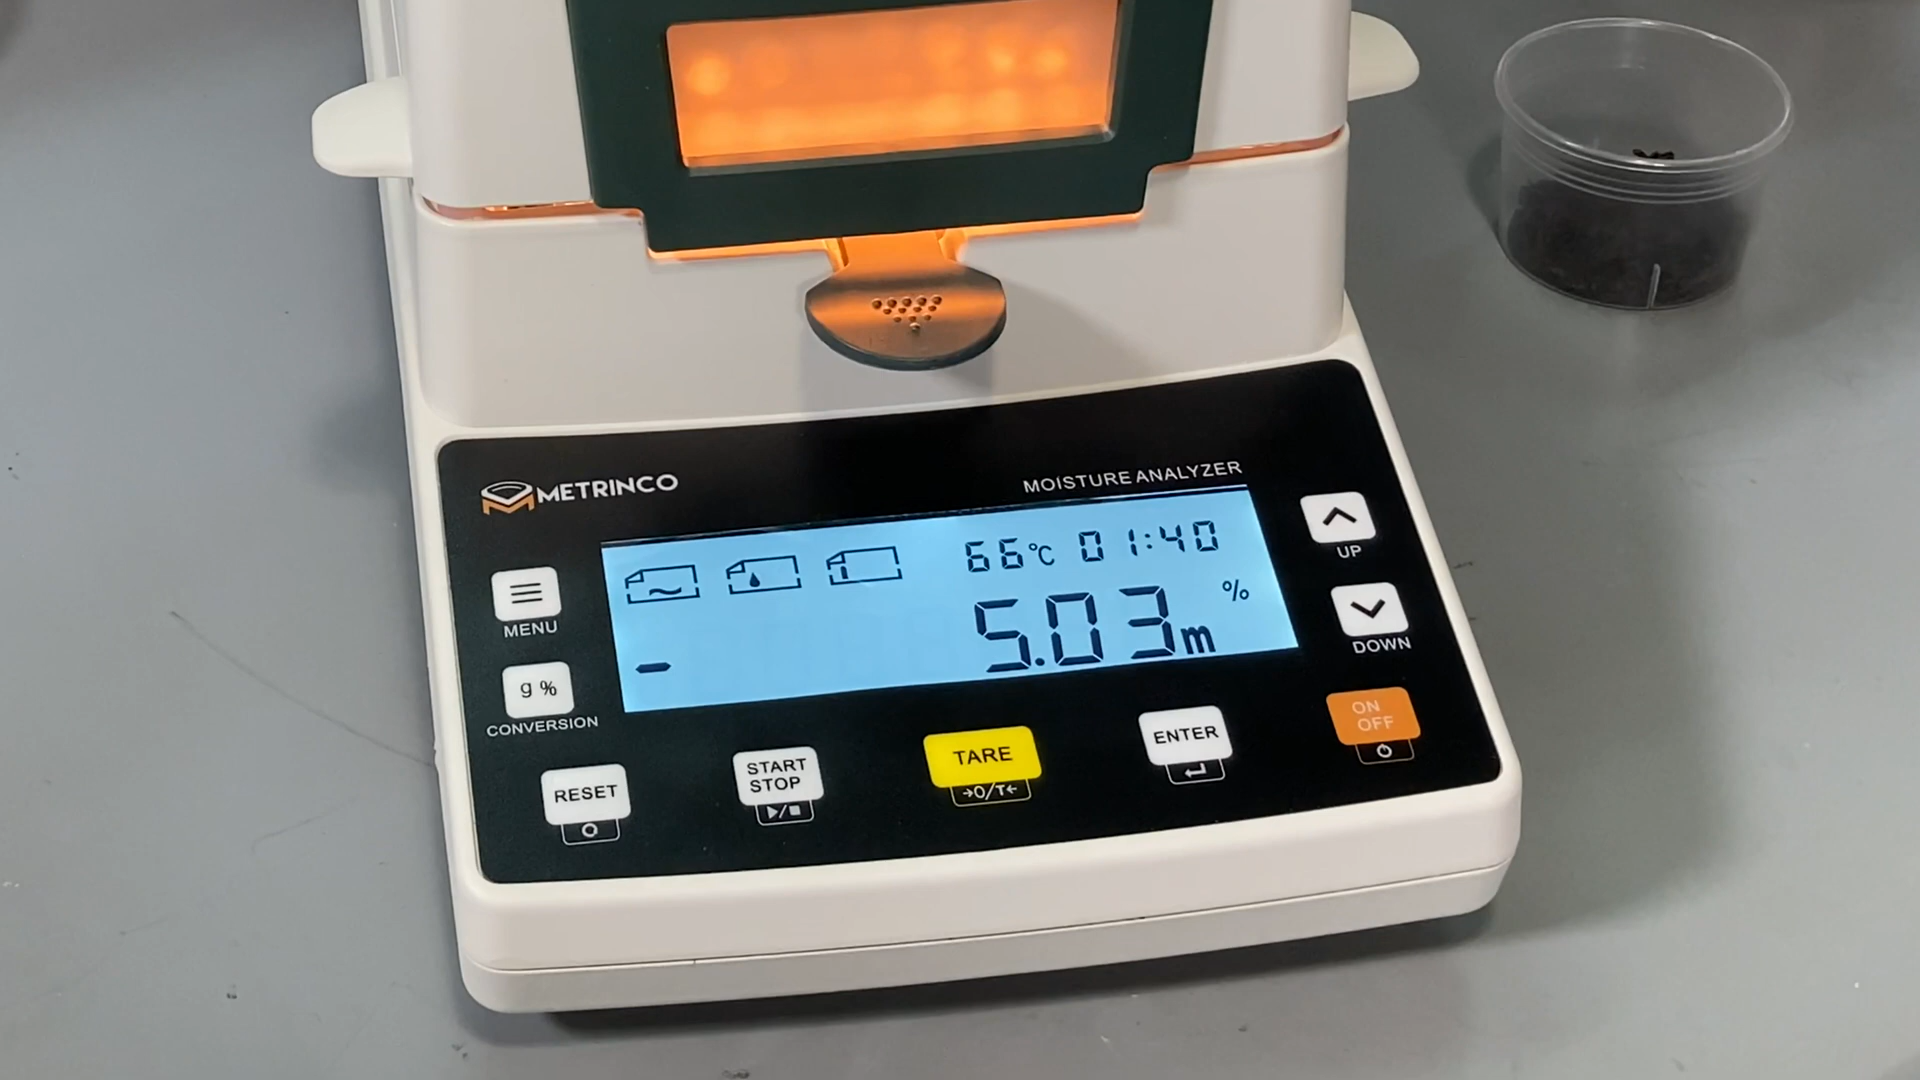 METRINCO
MOISTURE ANALYZER
66°C 01:40
5.03m %
-
MENU
g %
CONVERSION
UP
DOWN
RESET
START
STOP
TARE
→0/T←
ENTER
ON
OFF